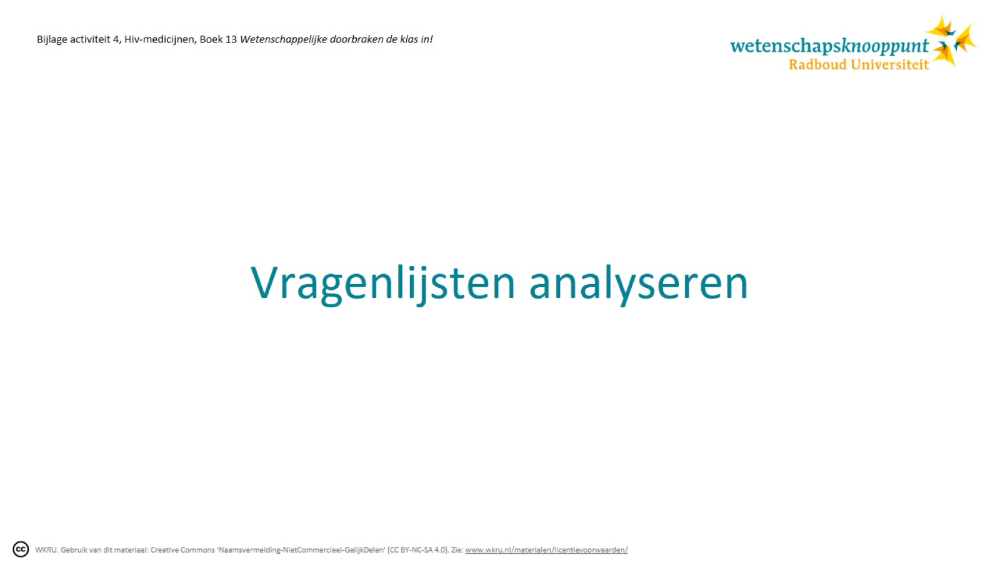 Bijlage activiteit 4, Hiv-medicijnen, Boek 13 Wetenschappelijke doorbraken de klas in!
wetenschapsknooppunt
Radboud Universiteit
Vragenlijsten analyseren
cc WKRU. Gebruik van dit materiaal: Creative Commons ‘Naamsvermelding-NietCommercieel-GelijkDelen’ (CC BY-NC-SA 4.0). Zie: www.wkru.nl/materialen/licentievoorwaarden/